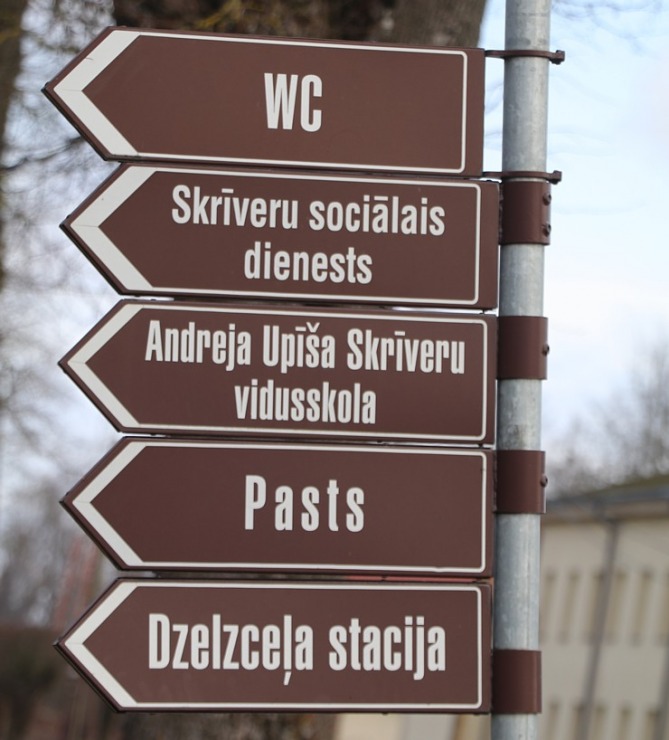 WC
Skrīveru sociālais
dienests
Andreja Upīša Skrīveru
vidusskola
Pasts
Dzelzceļa stacija